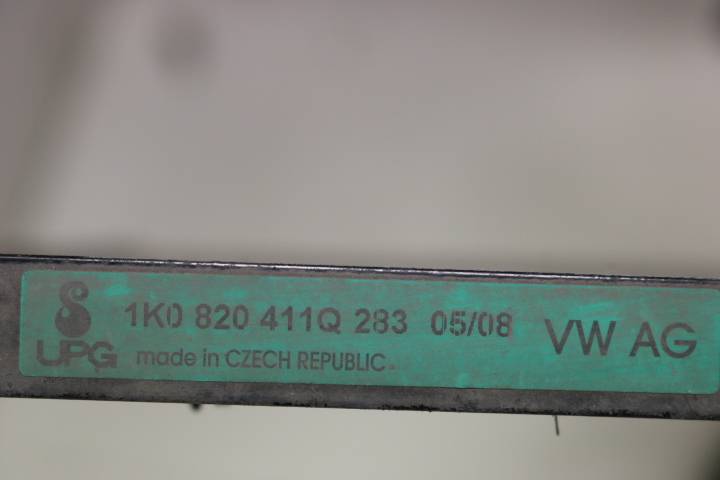 1K0 820 411Q 283 05/08 VW AG
UPG made in CZECH REPUBLIC.